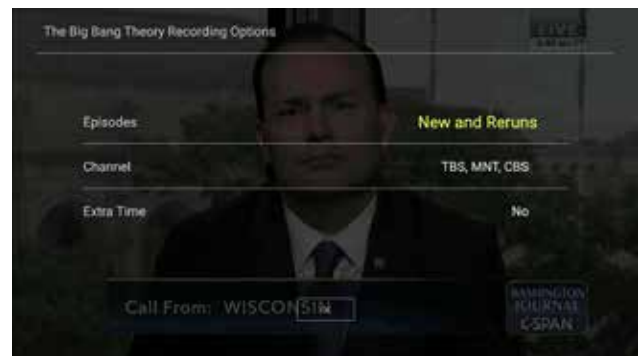 The Big Bang Theory Recording Options
LIVE
Episodes
New and Reruns
Channel
TBS, MNT, CBS
Extra Time
No
Call From: WISCONSIN
WASHINGTON
JOURNAL
C-SPAN